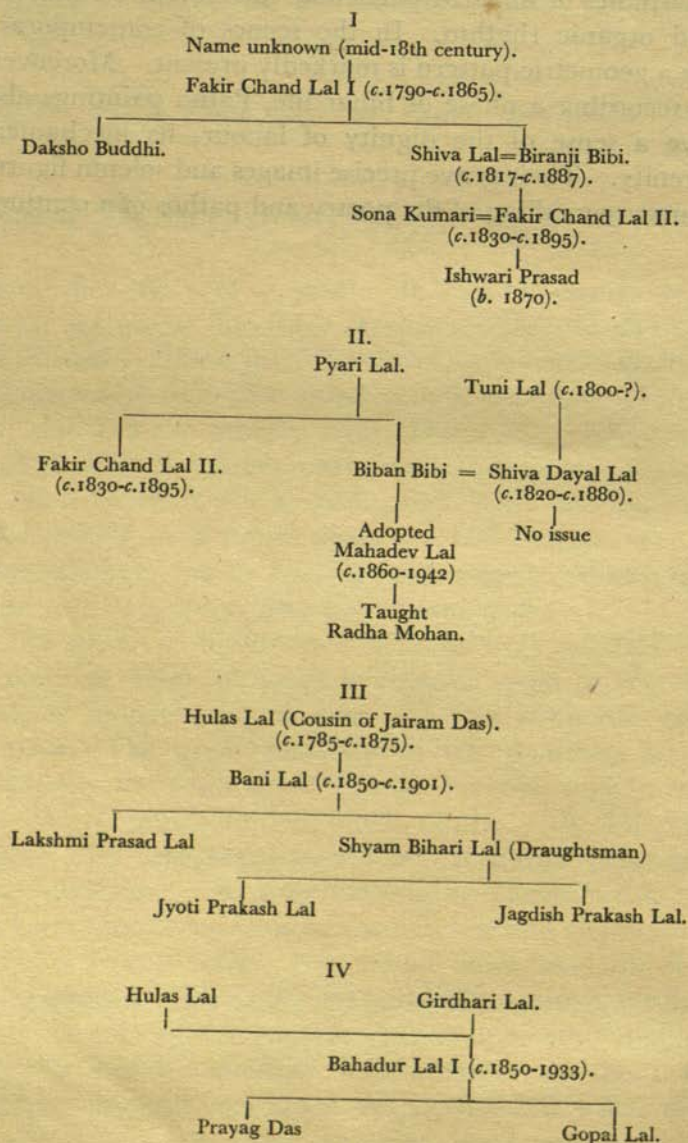 I
Name unknown (mid-18th century).
Fakir Chand Lal I (c.1790-c.1865).
Daksho Buddhi.
Shiva Lal=Biranji Bibi.
(c.1817-c.1887).
Sona Kumari=Fakir Chand Lal II.
(c.1830-c.1895).
Ishwari Prasad
(b. 1870).
II.
Pyari Lal.
Tuni Lal (c.1800-?).
Fakir Chand Lal II.
(c.1830-c.1895).
Biban Bibi = Shiva Dayal Lal
(c.1820-c.1880).
Adopted
Mahadev Lal
(c.1860-1942)
No issue
Taught
Radha Mohan.
III
Hulas Lal (Cousin of Jairam Das).
(c.1785-c.1875).
Bani Lal (c.1850-c.1901).
Lakshmi Prasad Lal
Shyam Bihari Lal (Draughtsman)
Jyoti Prakash Lal
Jagdish Prakash Lal.
IV
Hulas Lal
Girdhari Lal.
Bahadur Lal I (c.1850-1933).
Prayag Das
Gopal Lal.